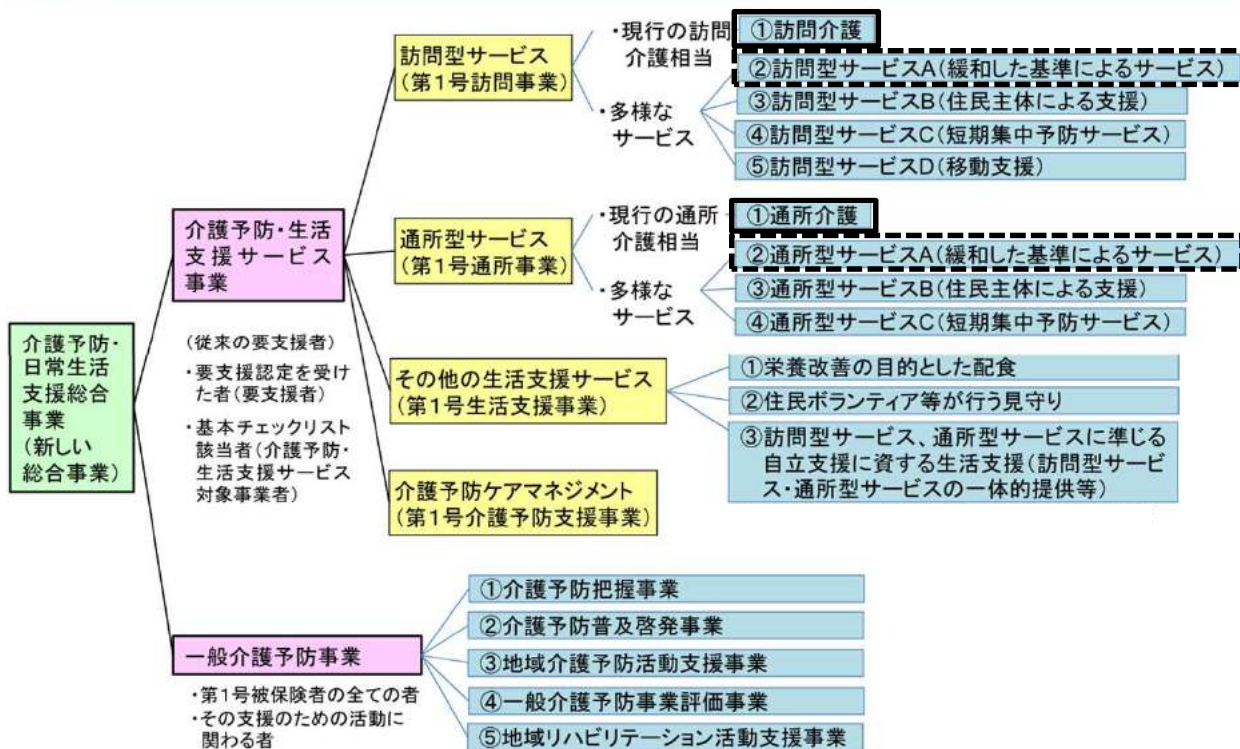 介護予防・
日常生活
支援総合
事業
(新しい
総合事業)
介護予防・生活
支援サービス
事業
(従来の要支援者)
・要支援認定を受け
た者(要支援者)
・基本チェックリスト
該当者(介護予防・
生活支援サービス
対象事業者)
訪問型サービス
(第1号訪問事業)
・現行の訪問
介護相当
①訪問介護
・多様な
サービス
②訪問型サービスA(緩和した基準によるサービス)
③訪問型サービスB(住民主体による支援)
④訪問型サービスC(短期集中予防サービス)
⑤訪問型サービスD(移動支援)
通所型サービス
(第1号通所事業)
・現行の通所
介護相当
①通所介護
・多様な
サービス
②通所型サービスA(緩和した基準によるサービス)
③通所型サービスB(住民主体による支援)
④通所型サービスC(短期集中予防サービス)
その他の生活支援サービス
(第1号生活支援事業)
①栄養改善の目的とした配食
②住民ボランティア等が行う見守り
③訪問型サービス、通所型サービスに準じる
自立支援に資する生活支援(訪問型サービ
ス・通所型サービスの一体的提供等)
介護予防ケアマネジメント
(第1号介護予防支援事業)
一般介護予防事業
・第1号被保険者の全ての者
・その支援のための活動に
関わる者
①介護予防把握事業
②介護予防普及啓発事業
③地域介護予防活動支援事業
④一般介護予防事業評価事業
⑤地域リハビリテーション活動支援事業